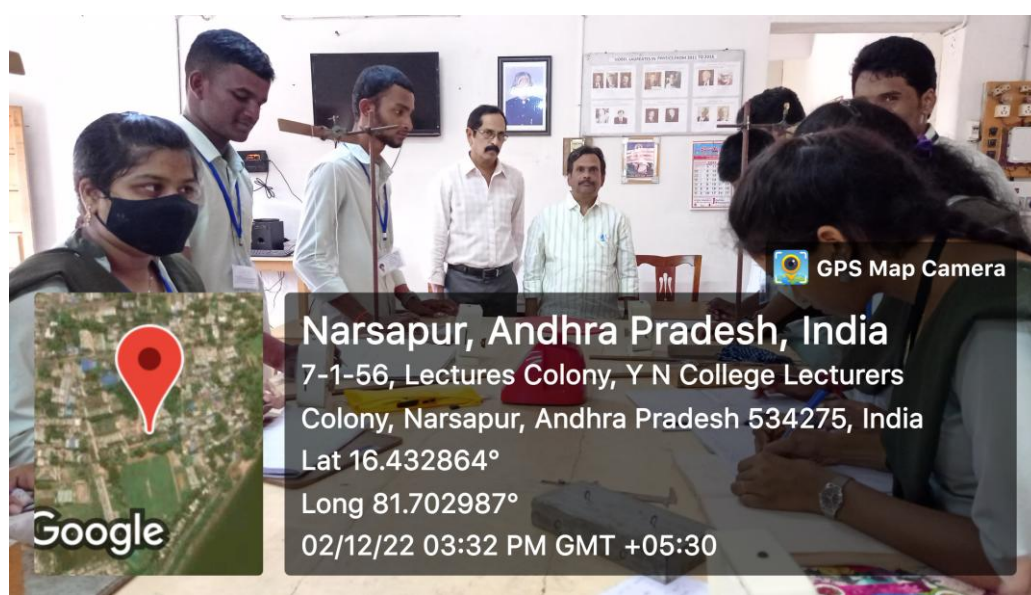 GPS Map Camera
Narsapur, Andhra Pradesh, India
7-1-56, Lectures Colony, Y N College Lecturers
Colony, Narsapur, Andhra Pradesh 534275, India
Lat 16.432864°
Long 81.702987°
02/12/22 03:32 PM GMT +05:30
Google